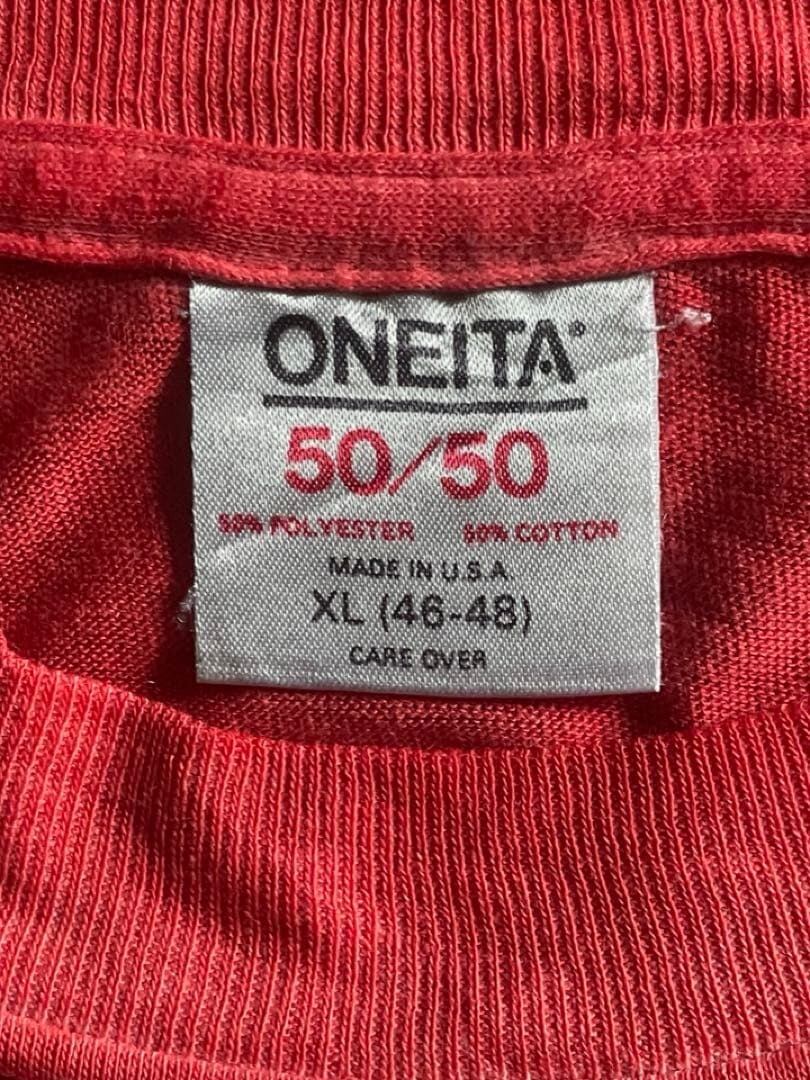 ONEITA®
50/50
50% POLYESTER 50% COTTON
MADE IN U.S.A.
XL (46-48)
CARE OVER